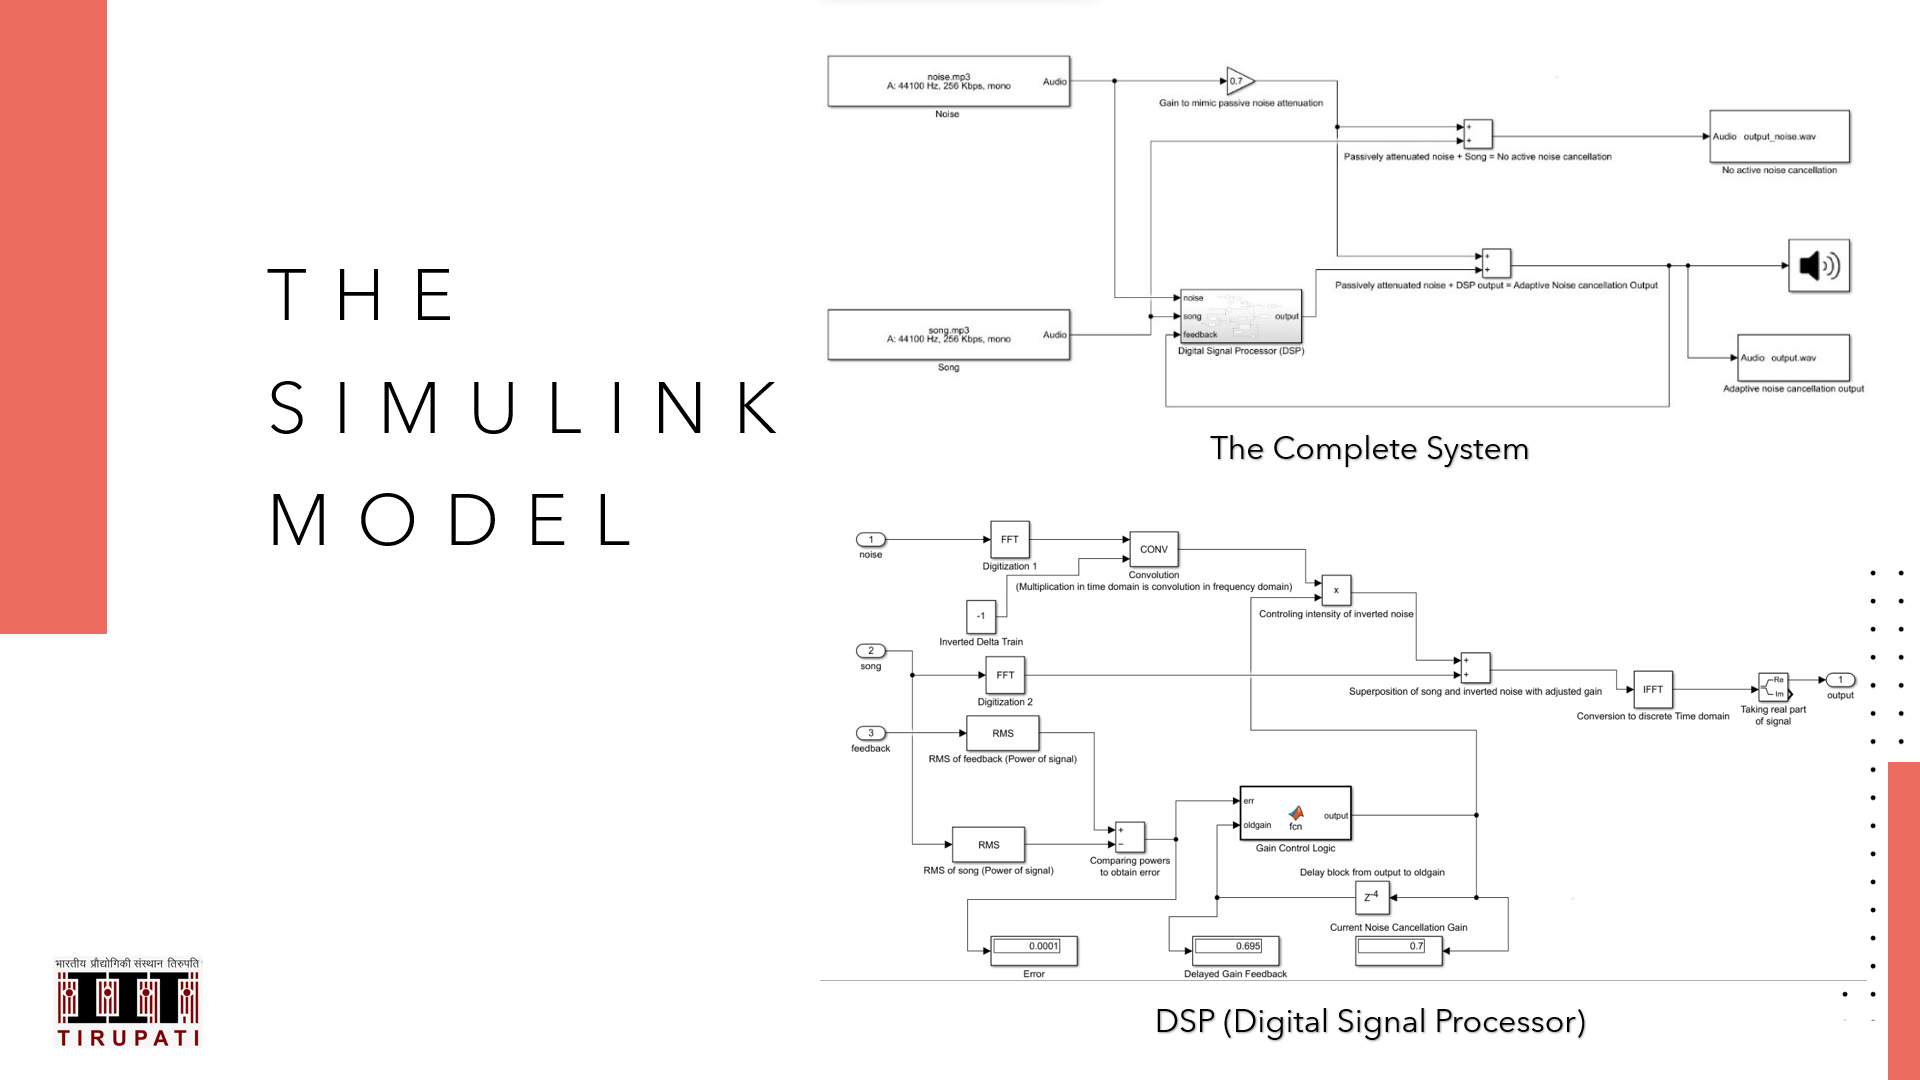 THE
SIMULINK
MODEL
noise.mp3
A: 44100 Hz, 256 Kbps, mono
Audio
Noise
0.7
Gain to mimic passive noise attenuation
+
+
Passively attenuated noise + Song = No active noise cancellation
Audio output_noise.wav
No active noise cancellation
+
+
Passively attenuated noise + DSP output = Adaptive Noise cancellation Output
noise
song
feedback
output
Digital Signal Processor (DSP)
song.mp3
A: 44100 Hz, 256 Kbps, mono
Audio
Song
Audio output.wav
Adaptive noise cancellation output
The Complete System
1
noise
FFT
Digitization 1
CONV
Convolution
(Multiplication in time domain is convolution in frequency domain)
-1
Inverted Delta Train
x
Controling intensity of inverted noise
2
song
FFT
Digitization 2
+
+
Superposition of song and inverted noise with adjusted gain
IFFT
Conversion to discrete Time domain
Re
Im
Taking real part
of signal
1
output
3
feedback
RMS
RMS of feedback (Power of signal)
RMS
RMS of song (Power of signal)
+
−
Comparing powers
to obtain error
err
oldgain
fcn
output
Gain Control Logic
Delay block from output to oldgain
Z-4
Current Noise Cancellation Gain
0.0001
Error
0.695
Delayed Gain Feedback
0.7
DSP (Digital Signal Processor)
भारतीय प्रौद्योगिकी संस्थान तिरुपति
TIRUPATI